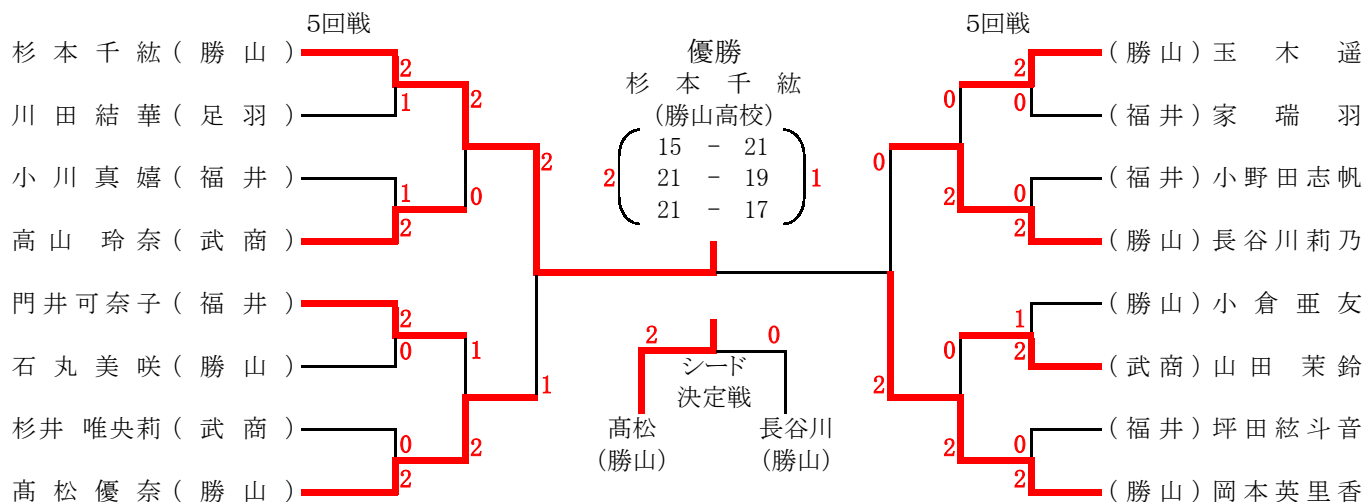 5回戦
杉本千紘(勝山)
2
1
川田結華(足羽)
2
小川真嬉(福井)
1
2
0
高山 玲奈(武商)
2
門井可奈子(福井)
2
0
石丸美咲(勝山)
1
杉井 唯央莉(武商)
0
2
2
髙松優奈(勝山)
1
優勝
杉本千紘
(勝山高校)
15 - 21
2 21 - 19 1
21 - 17
2 0
シード
決定戦
髙松 長谷川
(勝山) (勝山)
5回戦
(勝山)玉木遥
2
0
(福井)家瑞羽
0
(福井)小野田志帆
0
2
2
(勝山)長谷川莉乃
0
(勝山)小倉亜友
1
2
(武商)山田 茉鈴
0
(福井)坪田紘斗音
0
2
2
(勝山)岡本英里香
2